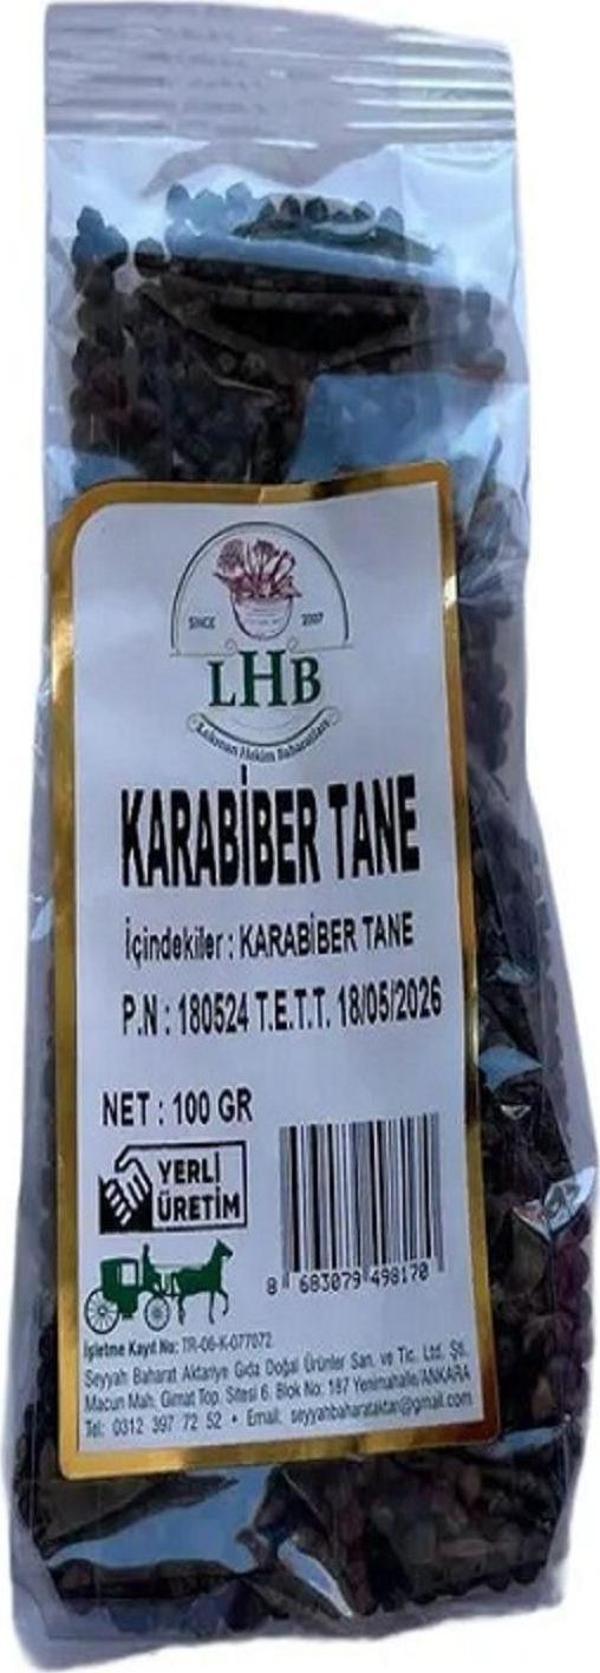 SINCE 2007
LHB
Lokman Hekim Baharatları
KARABİBER TANE
İçindekiler : KARABİBER TANE
P.N : 180524 T.E.T.T. 18/05/2026
NET : 100 GR
YERLİ
ÜRETİM
8 683079 498170
İşletme Kayıt No: TR-06-K-077072
Seyyah Baharat Aktariye Gıda Doğal Ürünler San. ve Tic. Ltd. Şti.
Macun Mah. Gimat Top. Sitesi 6. Blok No: 187 Yenimahalle/ANKARA
Tel: 0312 397 72 52 • Email: seyyahbaharataktar@gmail.com